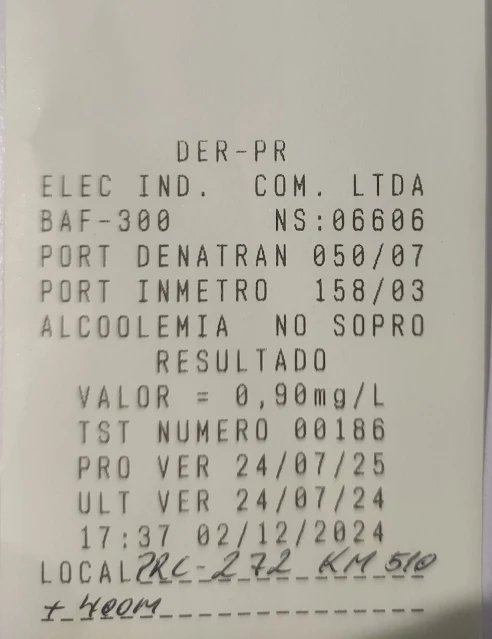 DER-PR
ELEC IND. COM. LTDA
BAF-300 NS:06606
PORT DENATRAN 050/07
PORT INMETRO 158/03
ALCOOLEMIA NO SOPRO
RESULTADO
VALOR = 0,90mg/L
TST NUMERO 00186
PRO VER 24/07/25
ULT VER 24/07/24
17:37 02/12/2024
LOCAL PRC-272 KM 510
+ 400m